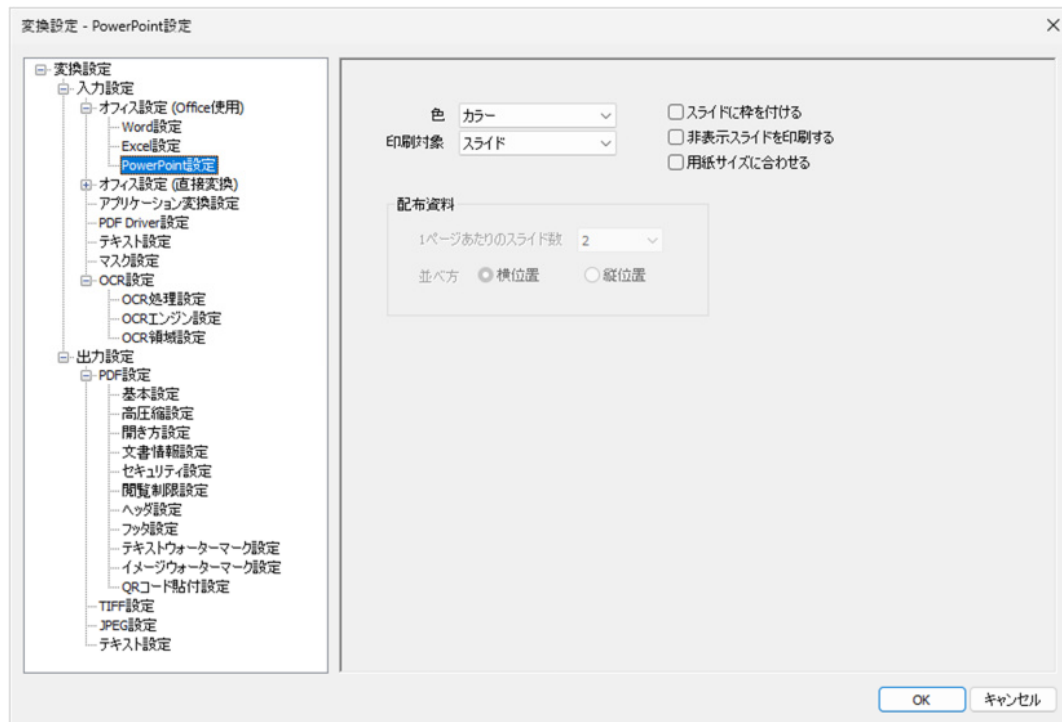 変換設定 - PowerPoint設定
変換設定
入力設定
オフィス設定 (Office使用)
Word設定
Excel設定
PowerPoint設定
オフィス設定 (直接変換)
アプリケーション変換設定
PDF Driver設定
テキスト設定
マスク設定
OCR設定
OCR処理設定
OCRエンジン設定
OCR領域設定
出力設定
PDF設定
基本設定
高圧縮設定
開き方設定
文書情報設定
セキュリティ設定
閲覧制限設定
ヘッダ設定
フッタ設定
テキストウォーターマーク設定
イメージウォーターマーク設定
QRコード貼付設定
TIFF設定
JPEG設定
テキスト設定
色 カラー
印刷対象 スライド
スライドに枠を付ける
非表示スライドを印刷する
用紙サイズに合わせる
配布資料
1ページあたりのスライド数 2
並べ方 横位置 縦位置
OK キャンセル